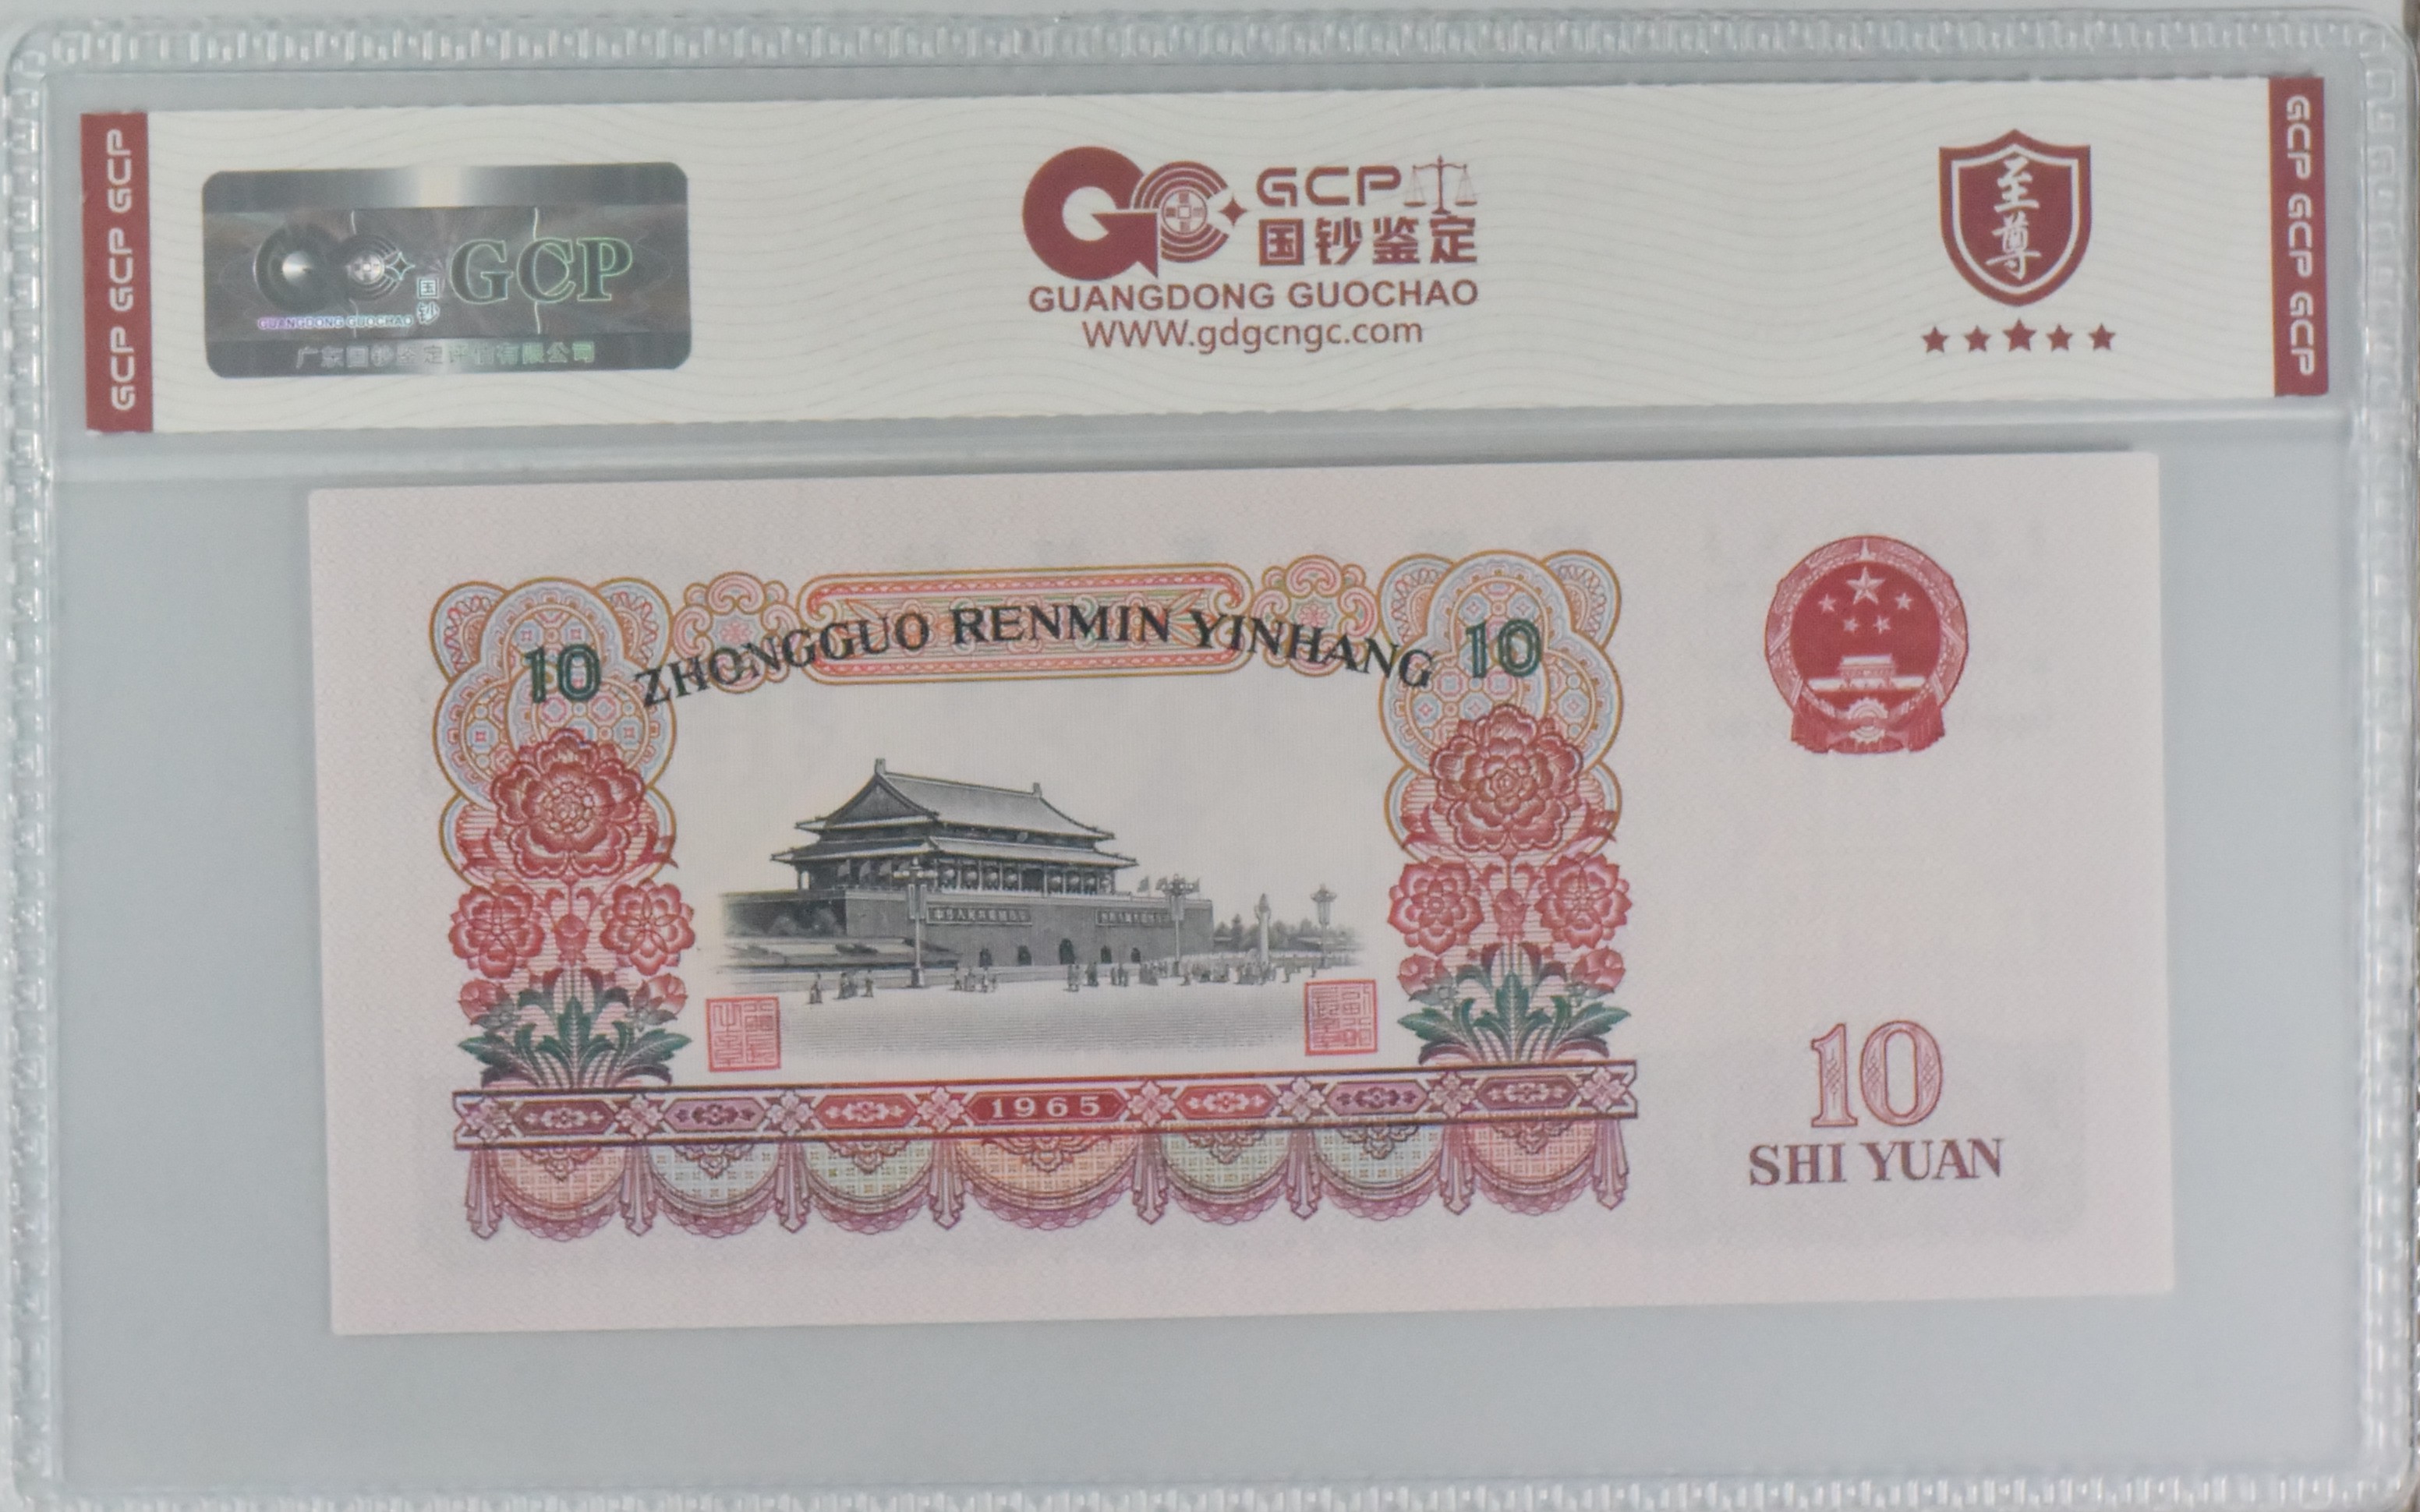 GCP GCP GCP
GCP
国钞
GUANGDONG GUOCHAO
广东国钞鉴定评估有限公司
GCP
国钞鉴定
GUANGDONG GUOCHAO
WWW.gdgcngc.com
至尊
GCP GCP GCP
10 ZHONGGUO RENMIN YINHANG 10
1965
10
SHI YUAN